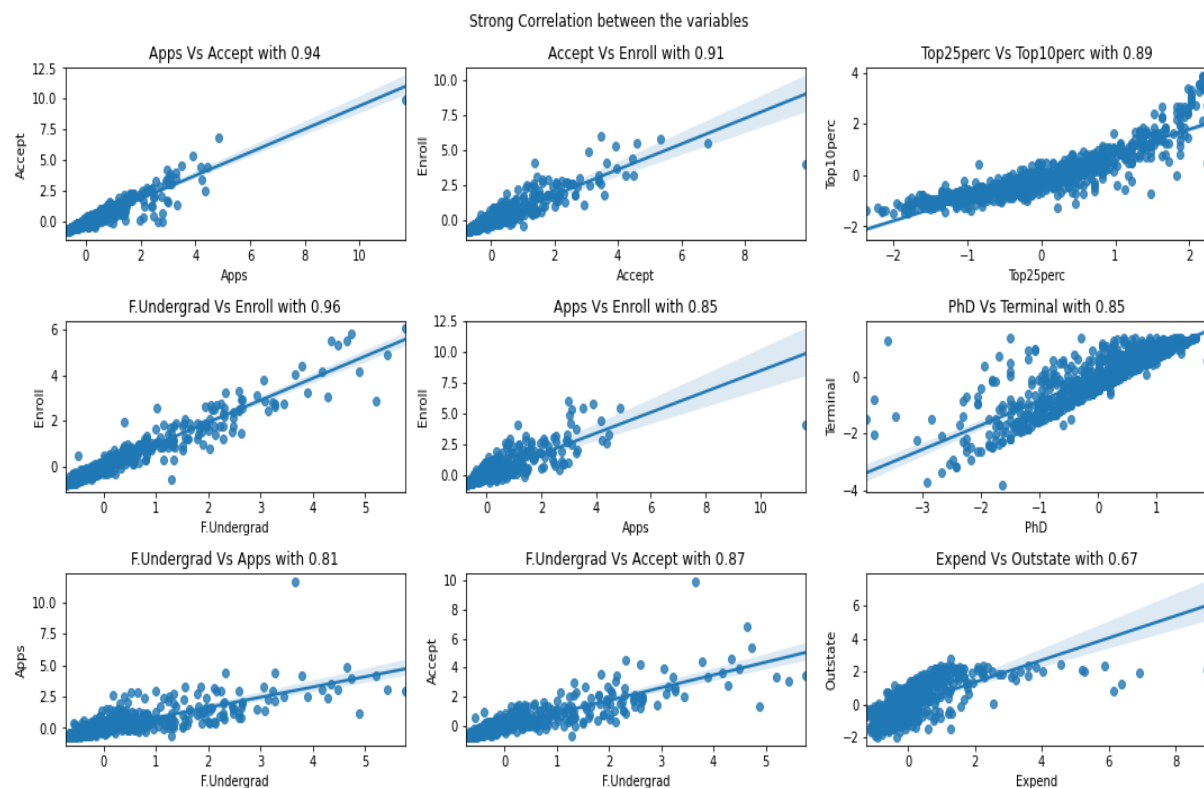 Strong Correlation between the variables
Apps Vs Accept with 0.94
12.5
10.0
7.5
5.0
2.5
0.0
Accept
0 2 4 6 8 10
Apps
Accept Vs Enroll with 0.91
10.0
7.5
5.0
2.5
0.0
Enroll
0 2 4 6 8
Accept
Top25perc Vs Top10perc with 0.89
4
2
0
−2
Top10perc
−2 −1 0 1 2
Top25perc
F.Undergrad Vs Enroll with 0.96
6
4
2
0
Enroll
0 1 2 3 4 5
F.Undergrad
Apps Vs Enroll with 0.85
12.5
10.0
7.5
5.0
2.5
0.0
Enroll
0 2 4 6 8 10
Apps
PhD Vs Terminal with 0.85
0
−2
−4
Terminal
−3 −2 −1 0 1
PhD
F.Undergrad Vs Apps with 0.81
10.0
7.5
5.0
2.5
0.0
Apps
0 1 2 3 4 5
F.Undergrad
F.Undergrad Vs Accept with 0.87
10
8
6
4
2
0
Accept
0 1 2 3 4 5
F.Undergrad
Expend Vs Outstate with 0.67
6
4
2
0
−2
Outstate
0 2 4 6 8
Expend